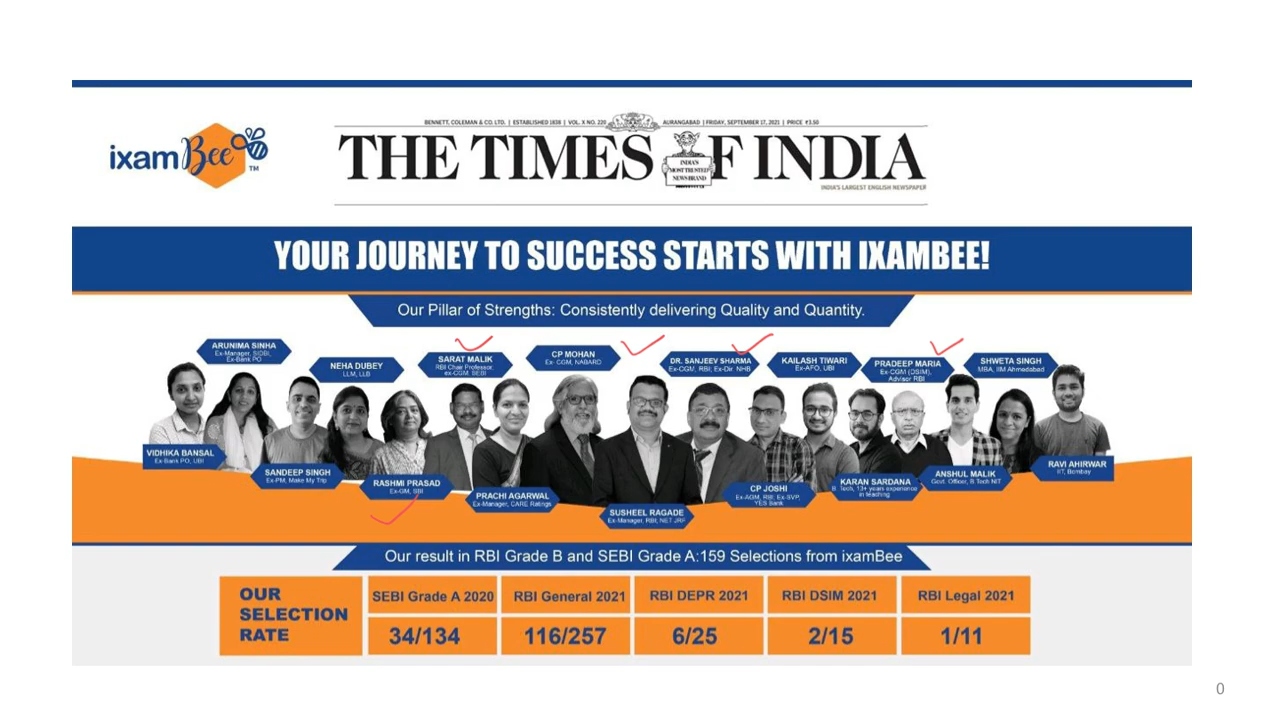 ixamBee TM
BENNETT, COLEMAN & CO. LTD. | ESTABLISHED 1838 | VOL. X NO. 220
AURANGABAD | FRIDAY, SEPTEMBER 17, 2021 | PRICE ₹3.50
THE TIMES OF INDIA
INDIA'S
MOST TRUSTED
NEWS BRAND
INDIA'S LARGEST ENGLISH NEWSPAPER
YOUR JOURNEY TO SUCCESS STARTS WITH IXAMBEE!
Our Pillar of Strengths: Consistently delivering Quality and Quantity.
ARUNIMA SINHA
Ex-Manager, SIDBI,
Ex-Bank PO
NEHA DUBEY
LLM, LLB
SARAT MALIK
RBI Chair Professor,
ex-CGM, SEBI
CP MOHAN
Ex- CGM, NABARD
DR. SANJEEV SHARMA
Ex-CGM, RBI; Ex-Dir. NHB
KAILASH TIWARI
Ex-AFO, UBI
PRADEEP MARIA
Ex-CGM (DSIM),
Advisor RBI
SHWETA SINGH
MBA, IIM Ahmedabad
VIDHIKA BANSAL
Ex-Bank PO, UBI
SANDEEP SINGH
Ex-PM, Make My Trip
RASHMI PRASAD
Ex-GM, SBI
PRACHI AGARWAL
Ex-Manager, CARE Ratings
SUSHEEL RAGADE
Ex-Manager, RBI, NET JRF
CP JOSHI
Ex-AGM, RBI; Ex-SVP,
YES Bank
KARAN SARDANA
B. Tech, 13+ years experience
in teaching
ANSHUL MALIK
Govt. Officer, B Tech NIT
RAVI AHIRWAR
IIT, Bombay
Our result in RBI Grade B and SEBI Grade A:159 Selections from ixamBee
OUR
SELECTION
RATE
SEBI Grade A 2020
RBI General 2021
RBI DEPR 2021
RBI DSIM 2021
RBI Legal 2021
34/134
116/257
6/25
2/15
1/11
0